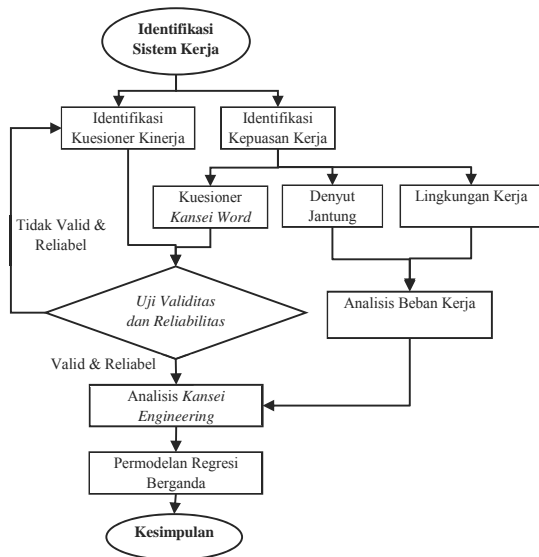 Identifikasi
Sistem Kerja
Identifikasi
Kuesioner Kinerja
Identifikasi
Kepuasan Kerja
Kuesioner
Kansei Word
Denyut
Jantung
Lingkungan Kerja
Tidak Valid &
Reliabel
Uji Validitas
dan Reliabilitas
Analisis Beban Kerja
Valid & Reliabel
Analisis Kansei
Engineering
Permodelan Regresi
Berganda
Kesimpulan